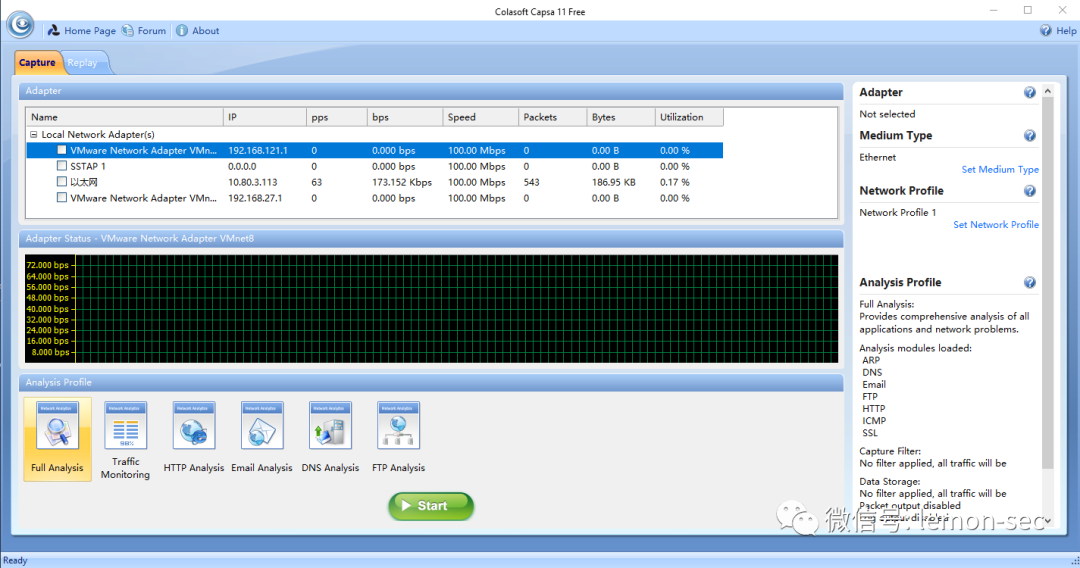 Colasoft Capsa 11 Free
Home Page Forum About Help
Capture Replay
Adapter
Name IP pps bps Speed Packets Bytes Utilization
Local Network Adapter(s)
VMware Network Adapter VMn... 192.168.121.1 0 0.000 bps 100.00 Mbps 0 0.00 B 0.00 %
SSTAP 1 0.0.0.0 0 0.000 bps 100.00 Mbps 0 0.00 B 0.00 %
以太网 10.80.3.113 63 173.152 Kbps 100.00 Mbps 543 186.95 KB 0.17 %
VMware Network Adapter VMn... 192.168.27.1 0 0.000 bps 100.00 Mbps 0 0.00 B 0.00 %
Adapter Status - VMware Network Adapter VMnet8
72.000 bps
64.000 bps
56.000 bps
48.000 bps
40.000 bps
32.000 bps
24.000 bps
16.000 bps
8.000 bps
Analysis Profile
Full Analysis
Traffic
Monitoring
HTTP Analysis
Email Analysis
DNS Analysis
FTP Analysis
Start
Adapter
Not selected
Medium Type
Ethernet
Set Medium Type
Network Profile
Network Profile 1
Set Network Profile
Analysis Profile
Full Analysis:
Provides comprehensive analysis of all
applications and network problems.
Analysis modules loaded:
ARP
DNS
Email
FTP
HTTP
ICMP
SSL
Capture Filter:
No filter applied, all traffic will be
Data Storage:
No filter applied, all traffic will be
Packet output disabled
微信号: lemon-sec
Ready